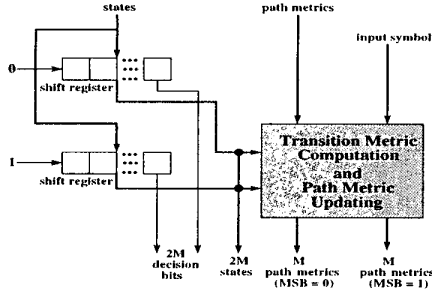 states
path metrics
input symbol
0
shift register
1
shift register
Transition Metric
Computation
and
Path Metric
Updating
2M
decision
bits
2M
states
M
path metrics
(MSB = 0)
M
path metrics
(MSB = 1)